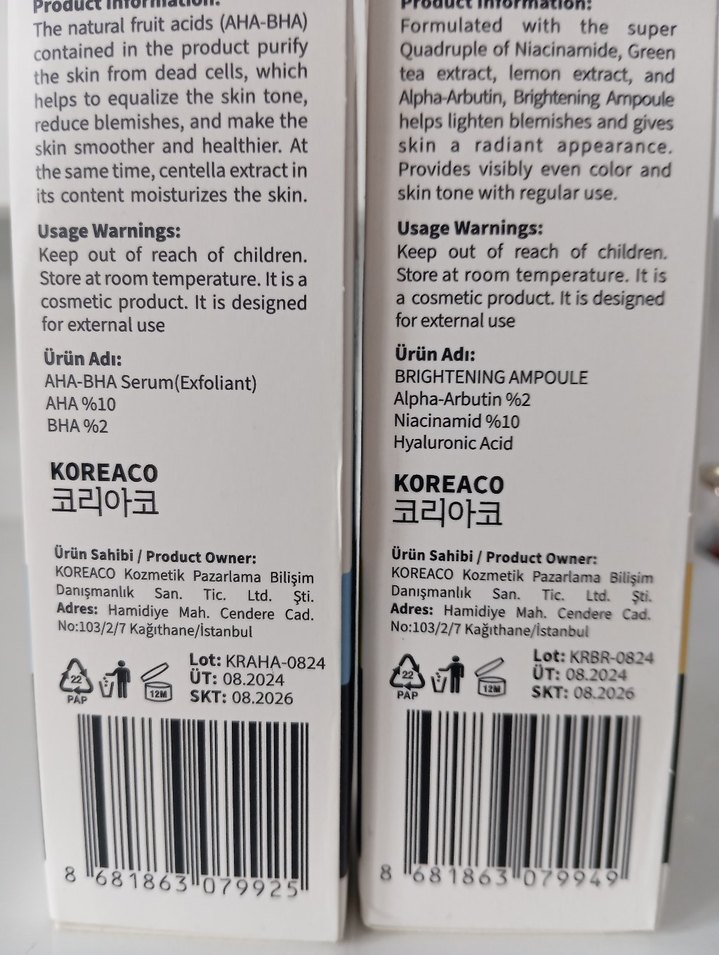 Product Information:
The natural fruit acids (AHA-BHA)
contained in the product purify
the skin from dead cells, which
helps to equalize the skin tone,
reduce blemishes, and make the
skin smoother and healthier. At
the same time, centella extract in
its content moisturizes the skin.
Usage Warnings:
Keep out of reach of children.
Store at room temperature. It is a
cosmetic product. It is designed
for external use
Ürün Adı:
AHA-BHA Serum(Exfoliant)
AHA %10
BHA %2
KOREACO
코리아코
Ürün Sahibi / Product Owner:
KOREACO Kozmetik Pazarlama Bilişim
Danışmanlık San. Tic. Ltd. Şti.
Adres: Hamidiye Mah. Cendere Cad.
No:103/2/7 Kağıthane/İstanbul
22
PAP
12M
Lot: KRAHA-0824
ÜT: 08.2024
SKT: 08.2026
8 681863 079925
Product Information:
Formulated with the super
Quadruple of Niacinamide, Green
tea extract, lemon extract, and
Alpha-Arbutin, Brightening Ampoule
helps lighten blemishes and gives
skin a radiant appearance.
Provides visibly even color and
skin tone with regular use.
Usage Warnings:
Keep out of reach of children.
Store at room temperature. It is
a cosmetic product. It is designed
for external use
Ürün Adı:
BRIGHTENING AMPOULE
Alpha-Arbutin %2
Niacinamid %10
Hyaluronic Acid
KOREACO
코리아코
Ürün Sahibi / Product Owner:
KOREACO Kozmetik Pazarlama Bilişim
Danışmanlık San. Tic. Ltd. Şti.
Adres: Hamidiye Mah. Cendere Cad.
No:103/2/7 Kağıthane/İstanbul
22
PAP
12M
Lot: KRBR-0824
ÜT: 08.2024
SKT: 08.2026
8 681863 079949